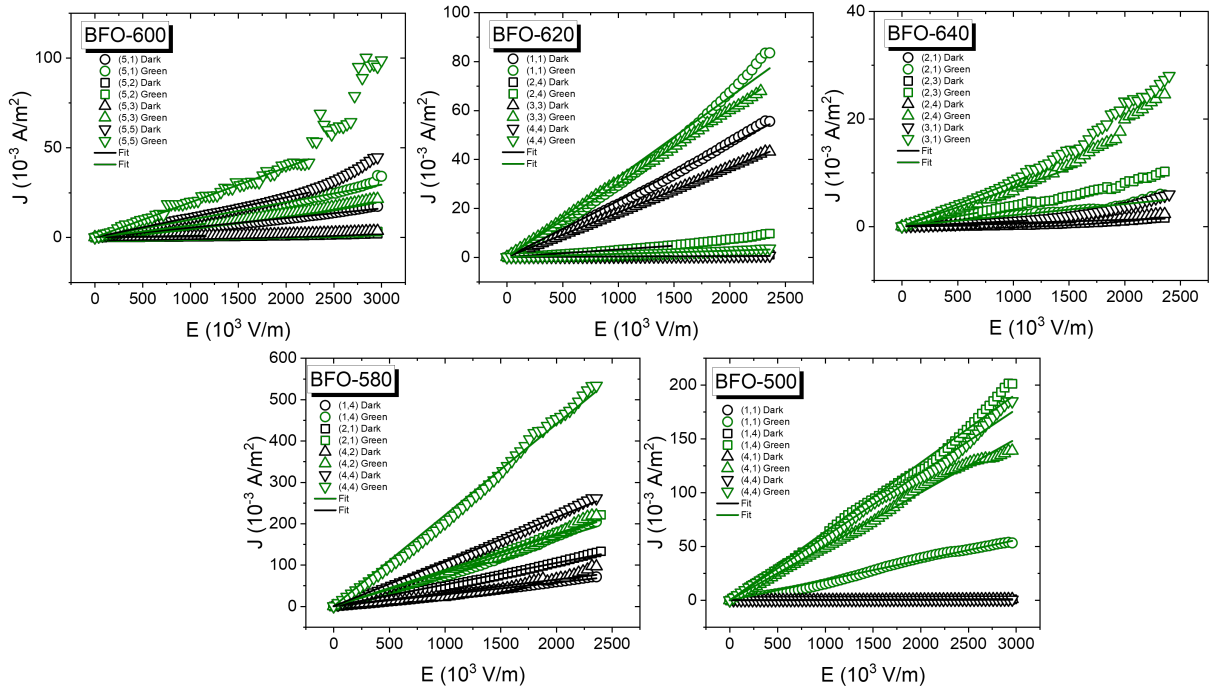 BFO-600
(5,1) Dark
(5,1) Green
(5,2) Dark
(5,2) Green
(5,3) Dark
(5,3) Green
(5,5) Dark
(5,5) Green
Fit
Fit
100
50
0
J (10⁻³ A/m²)
0 500 1000 1500 2000 2500 3000
E (10³ V/m)
BFO-620
(1,1) Dark
(1,1) Green
(2,4) Dark
(2,4) Green
(3,3) Dark
(3,3) Green
(4,4) Dark
(4,4) Green
Fit
Fit
100
80
60
40
20
0
J (10⁻³ A/m²)
0 500 1000 1500 2000 2500
E (10³ V/m)
BFO-640
(2,1) Dark
(2,1) Green
(2,3) Dark
(2,3) Green
(2,4) Dark
(2,4) Green
(3,1) Dark
(3,1) Green
Fit
Fit
40
20
0
J (10⁻³ A/m²)
0 500 1000 1500 2000 2500
E (10³ V/m)
BFO-580
(1,4) Dark
(1,4) Green
(2,1) Dark
(2,1) Green
(4,2) Dark
(4,2) Green
(4,4) Dark
(4,4) Green
Fit
Fit
600
500
400
300
200
100
0
J (10⁻³ A/m²)
0 500 1000 1500 2000 2500
E (10³ V/m)
BFO-500
(1,1) Dark
(1,1) Green
(1,4) Dark
(1,4) Green
(4,1) Dark
(4,1) Green
(4,4) Dark
(4,4) Green
Fit
Fit
200
150
100
50
0
J (10⁻³ A/m²)
0 500 1000 1500 2000 2500 3000
E (10³ V/m)